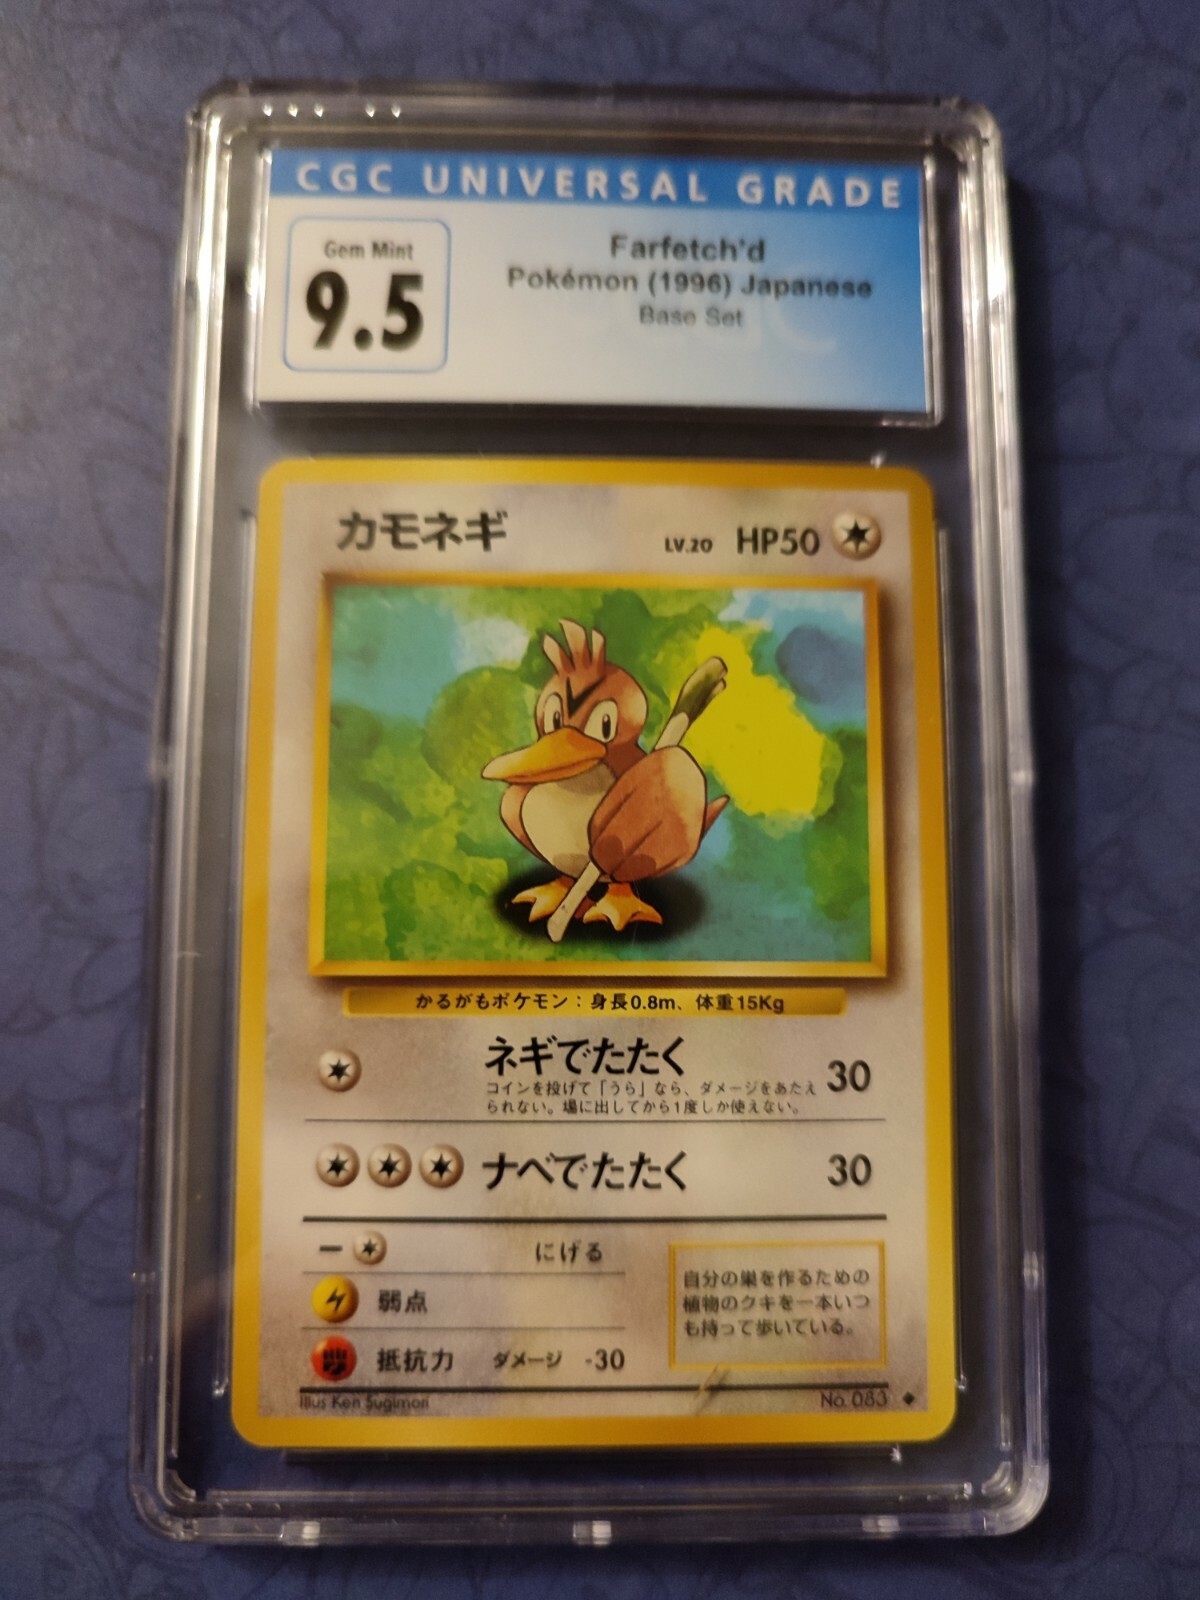 CGC UNIVERSAL GRADE
Gem Mint
9.5
Farfetch'd
Pokémon (1996) Japanese
Base Set
カモネギ LV.20 HP50
かるがもポケモン：身長0.8m、体重15Kg
ネギでたたく 30
コインを投げて「うら」なら、ダメージをあたえ
られない。場に出してから1度しか使えない。
ナベでたたく 30
にげる
弱点
抵抗力 ダメージ -30
自分の巣を作るための
植物のクキを一本いつ
も持って歩いている。
Illus Ken Sugimori No. 083